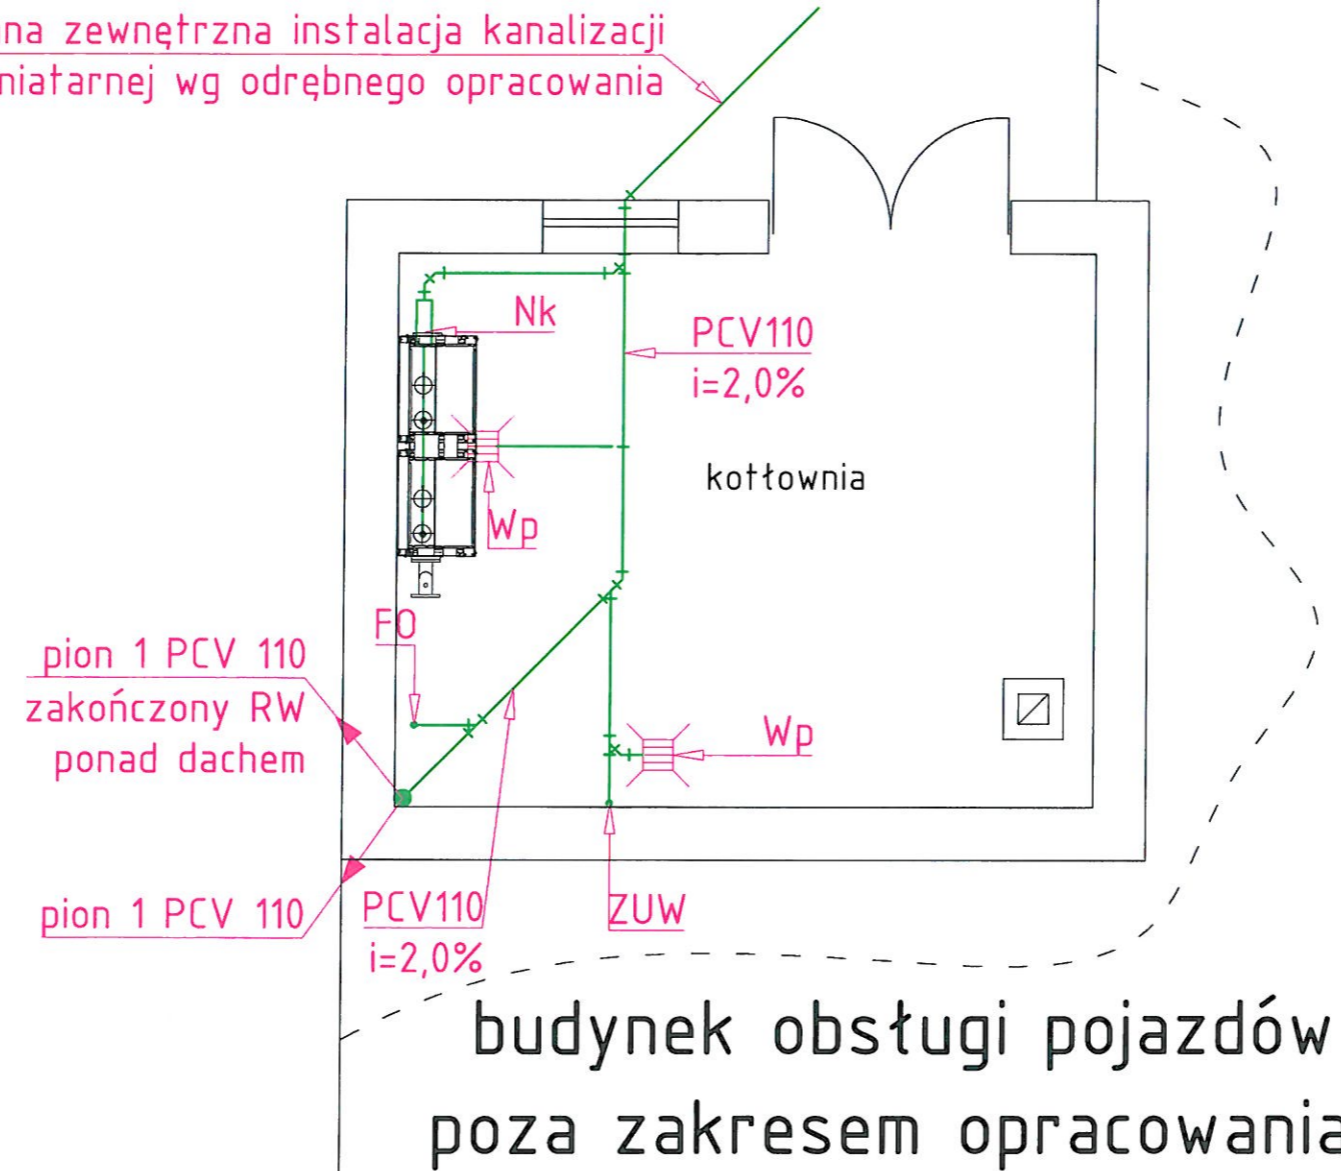 na zewnętrzna instalacja kanalizacji
niatarnej wg odrębnego opracowania
Nk
PCV110
i=2,0%
kotłownia
Wp
FO
pion 1 PCV 110
zakończony RW
ponad dachem
Wp
pion 1 PCV 110
PCV110
i=2,0%
ZUW
budynek obsługi pojazdów
poza zakresem opracowania